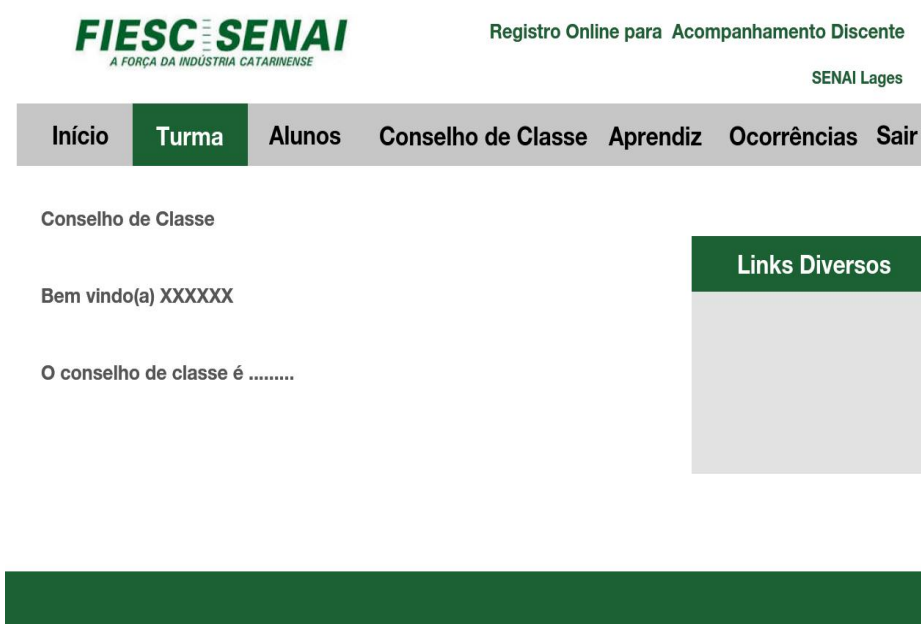 FIESC SENAI
A FORÇA DA INDÚSTRIA CATARINENSE
Registro Online para Acompanhamento Discente
SENAI Lages
Início Turma Alunos Conselho de Classe Aprendiz Ocorrências Sair
Conselho de Classe
Links Diversos
Bem vindo(a) XXXXXX
O conselho de classe é .........